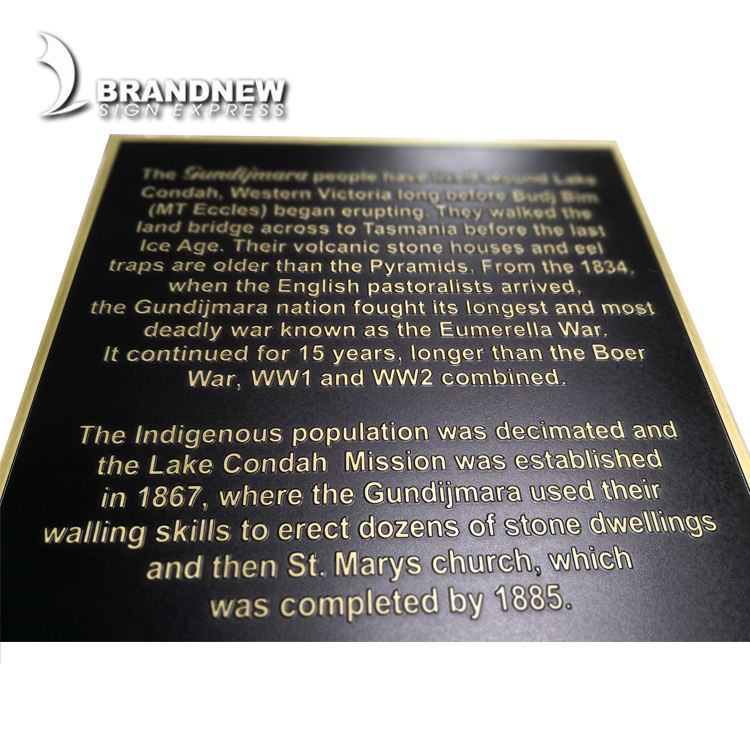 BRANDNEW
SIGN EXPRESS
The Gundijmara people have lived around Lake
Condah, Western Victoria long before Budj Bim
(MT Eccles) began erupting. They walked the
land bridge across to Tasmania before the last
Ice Age. Their volcanic stone houses and eel
traps are older than the Pyramids. From the 1834,
when the English pastoralists arrived,
the Gundijmara nation fought its longest and most
deadly war known as the Eumerella War.
It continued for 15 years, longer than the Boer
War, WW1 and WW2 combined.
The Indigenous population was decimated and
the Lake Condah Mission was established
in 1867, where the Gundijmara used their
walling skills to erect dozens of stone dwellings
and then St. Marys church, which
was completed by 1885.